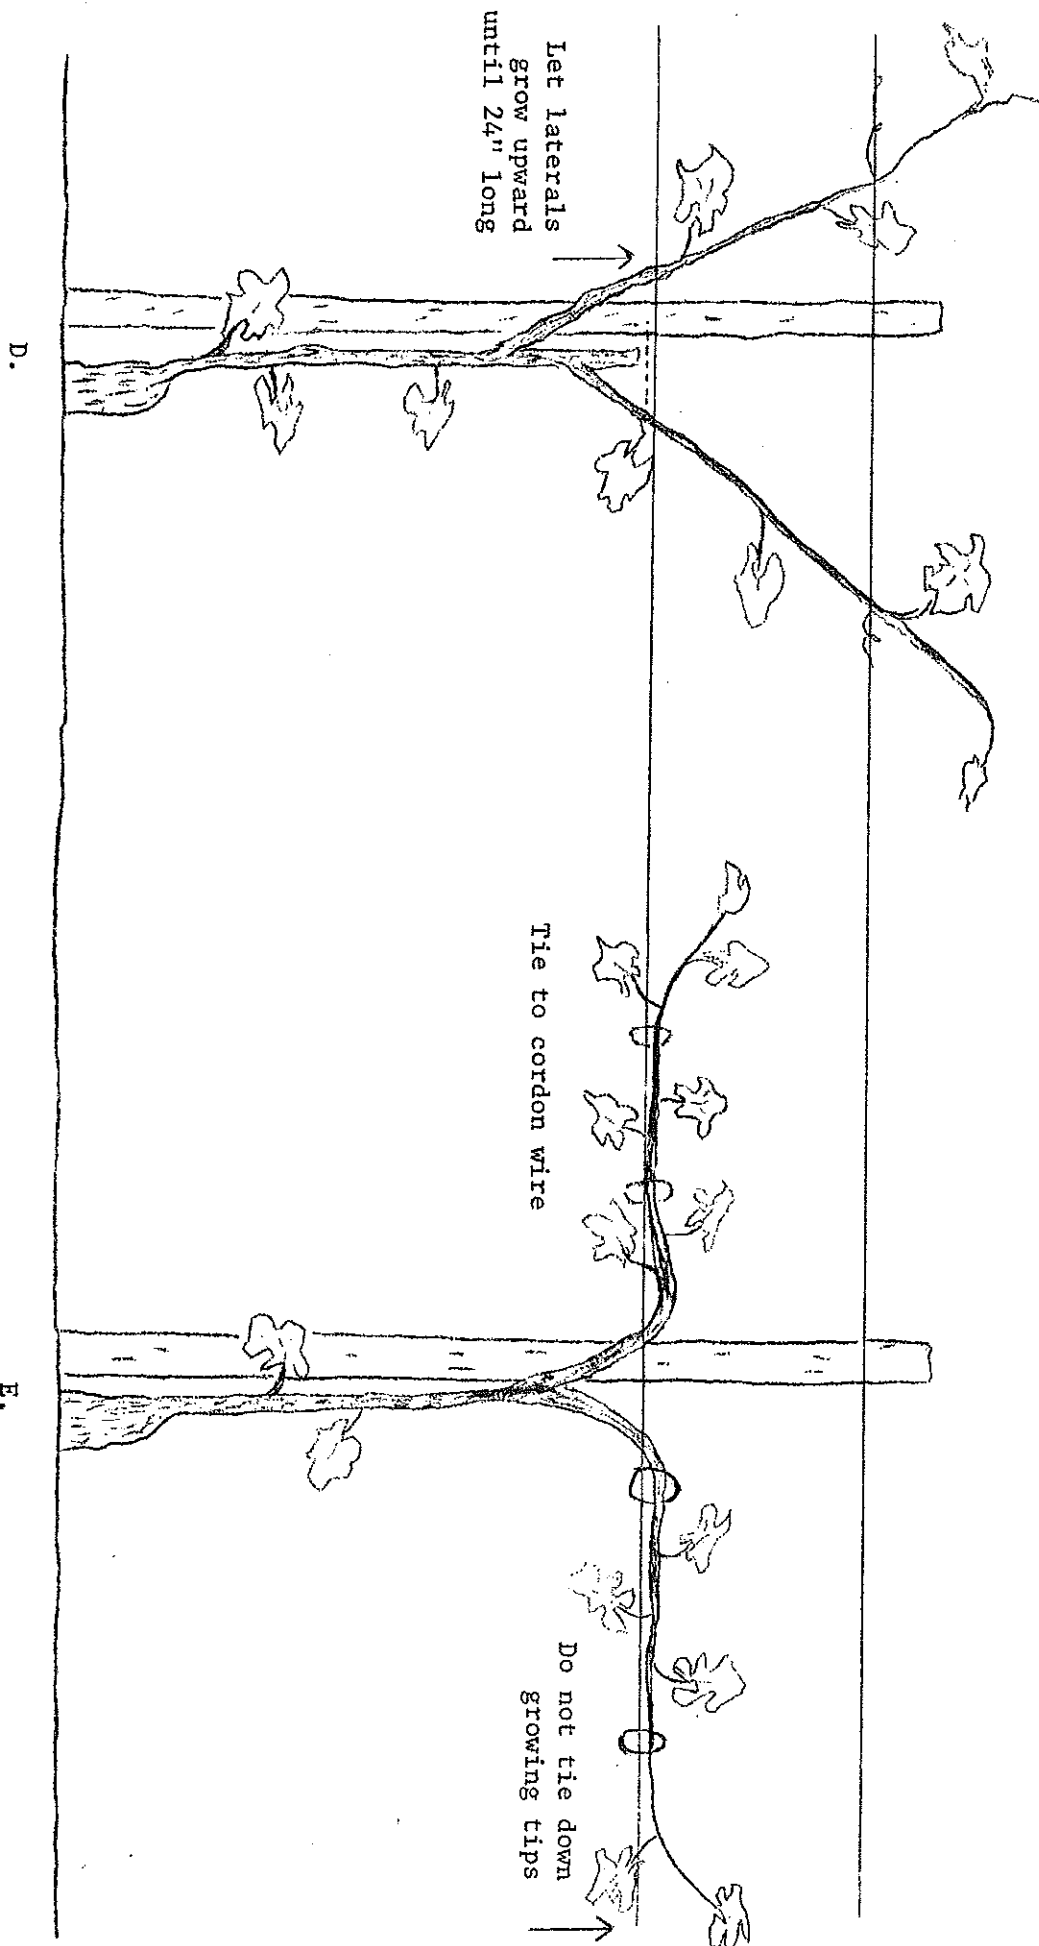 Let laterals
grow upward
until 24" long
Tie to cordon wire
Do not tie down
growing tips
D.
E.